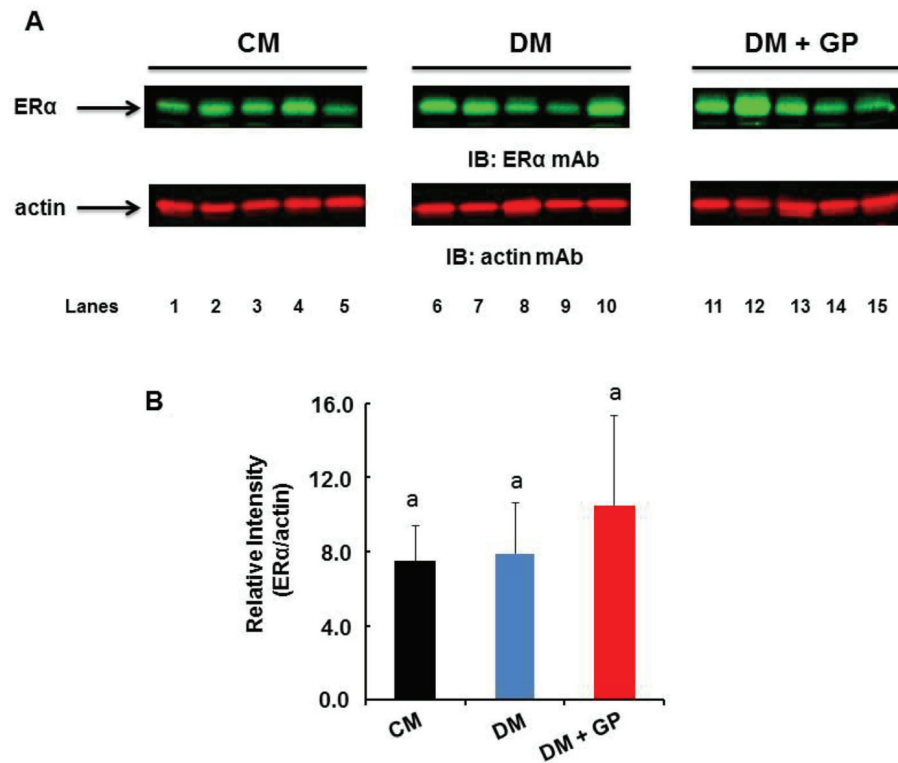 A
CM DM DM + GP
ERα
IB: ERα mAb
actin
IB: actin mAb
Lanes 1 2 3 4 5 6 7 8 9 10 11 12 13 14 15
B
16.0
12.0
8.0
4.0
0.0
Relative Intensity
(ERα/actin)
a a a
CM DM DM + GP